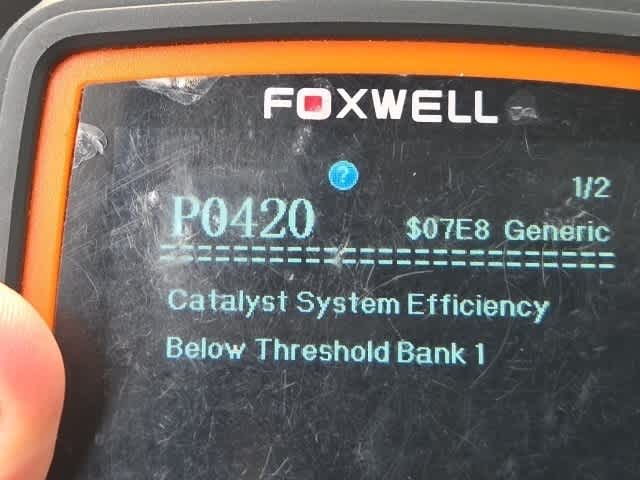 FOXWELL
?
1/2
P0420 $07E8 Generic
==============================
Catalyst System Efficiency
Below Threshold Bank 1